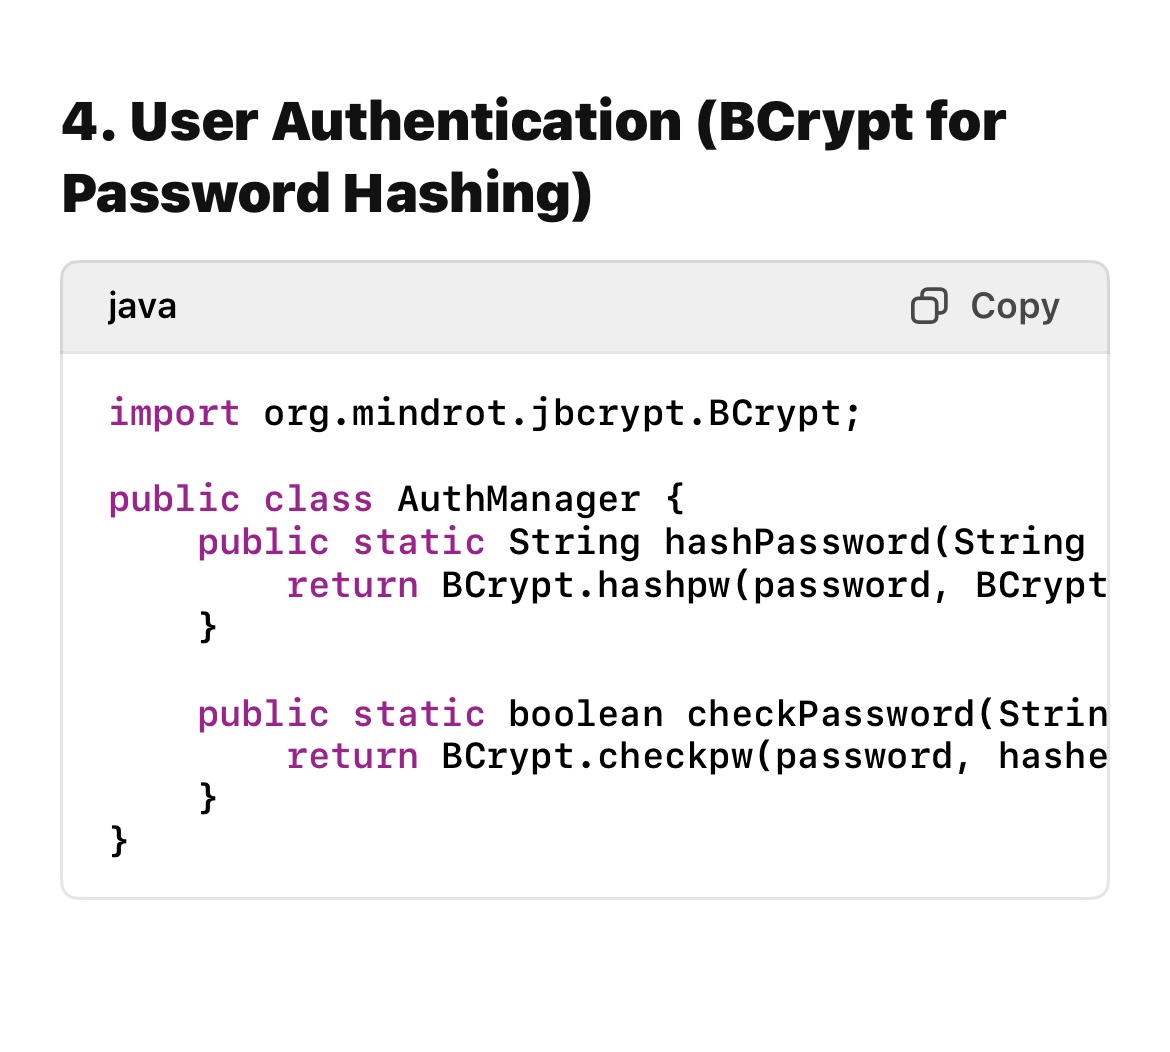 4. User Authentication (BCrypt for
Password Hashing)
java
Copy
import org.mindrot.jbcrypt.BCrypt;
public class AuthManager {
public static String hashPassword(String
return BCrypt.hashpw(password, BCrypt
}
public static boolean checkPassword(Strin
return BCrypt.checkpw(password, hashe
}
}